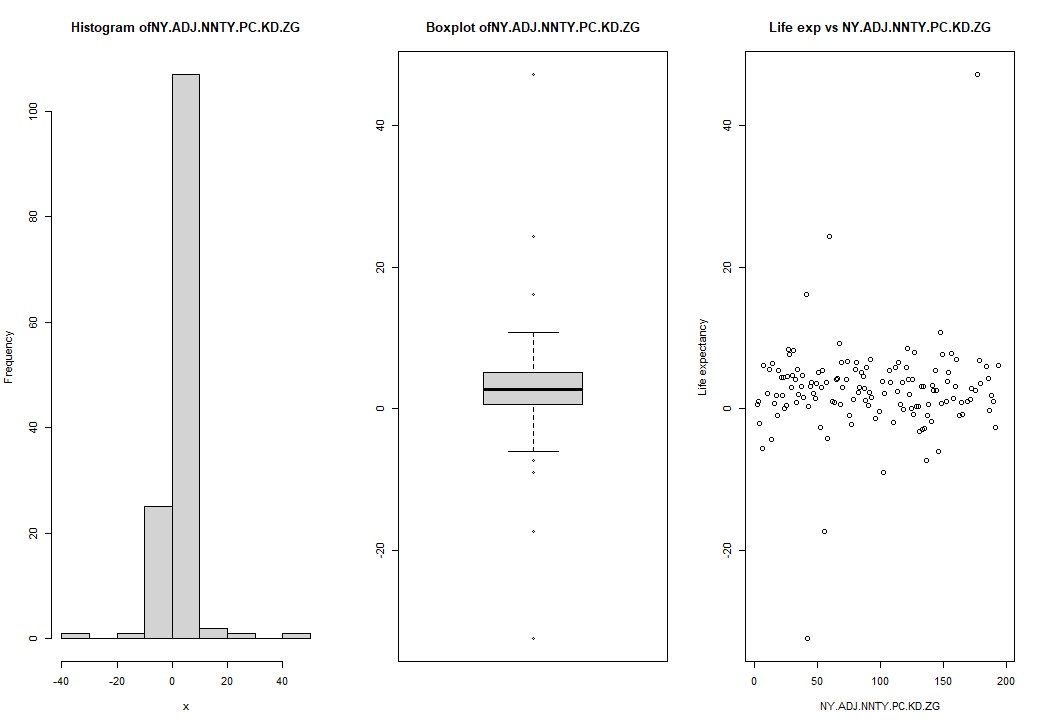 Histogram ofNY.ADJ.NNTY.PC.KD.ZG
Frequency
100
80
60
40
20
0
-40 -20 0 20 40
x
Boxplot ofNY.ADJ.NNTY.PC.KD.ZG
40
20
0
-20
Life exp vs NY.ADJ.NNTY.PC.KD.ZG
Life expectancy
40
20
0
-20
0 50 100 150 200
NY.ADJ.NNTY.PC.KD.ZG